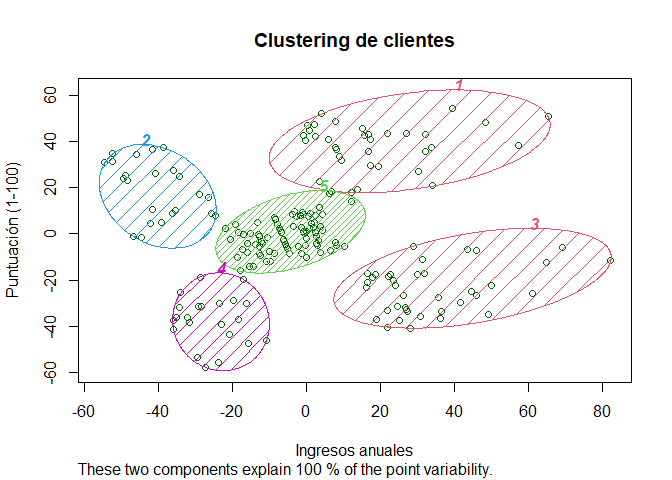 Clustering de clientes
Puntuación (1-100)
60
40
20
0
-20
-40
-60
1
2
5
3
4
-60 -40 -20 0 20 40 60 80
Ingresos anuales
These two components explain 100 % of the point variability.